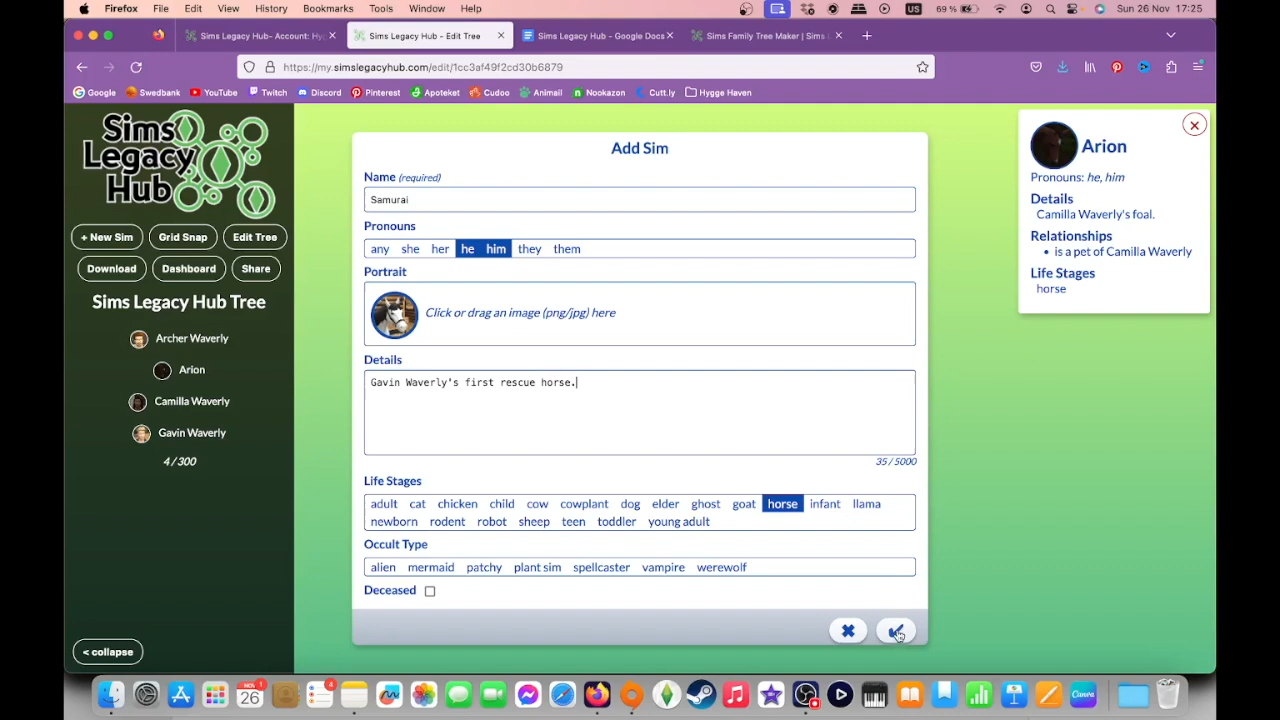 Firefox File Edit View History Bookmarks Tools Window Help US 69 % Sun 26 Nov 17:25
Sims Legacy Hub- Account: Hyg
Sims Legacy Hub - Edit Tree
Sims Legacy Hub - Google Docs
Sims Family Tree Maker | Sims L
https://my.simslegacyhub.com/edit/1cc3af49f2cd30b6879
Google Swedbank YouTube Twitch Discord Pinterest Apoteket Cudoo Animail Nookazon Cutt.ly Hygge Haven
Sims
Legacy
Hub
+ New Sim Grid Snap Edit Tree
Download Dashboard Share
Sims Legacy Hub Tree
Archer Waverly
Arion
Camilla Waverly
Gavin Waverly
4/300
< collapse
Add Sim
Name (required)
Samurai
Pronouns
any she her he him they them
Portrait
Click or drag an image (png/jpg) here
Details
Gavin Waverly's first rescue horse.
35/5000
Life Stages
adult cat chicken child cow cowplant dog elder ghost goat horse infant llama
newborn rodent robot sheep teen toddler young adult
Occult Type
alien mermaid patchy plant sim spellcaster vampire werewolf
Deceased
Arion
Pronouns: he, him
Details
Camilla Waverly's foal.
Relationships
• is a pet of Camilla Waverly
Life Stages
horse
NOV 1
26
4
Canva